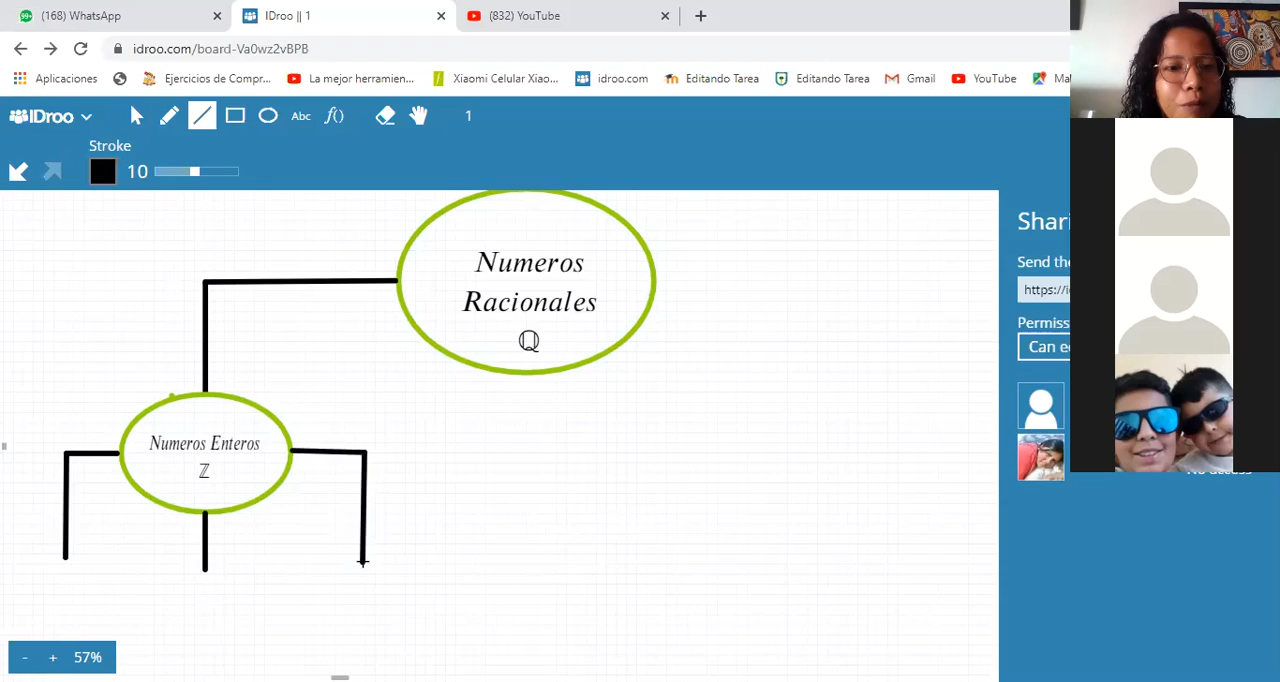 (168) WhatsApp
IDroo || 1
(832) YouTube
idroo.com/board-Va0wz2vBPB
Aplicaciones
Ejercicios de Compr...
La mejor herramien...
Xiaomi Celular Xiao...
idroo.com
Editando Tarea
Editando Tarea
Gmail
YouTube
Ma
IDroo
Abc
f()
1
Stroke
10
Numeros
Racionales
ℚ
Numeros Enteros
ℤ
Shari
Send the
https://i
Permiss
Can e
- + 57%